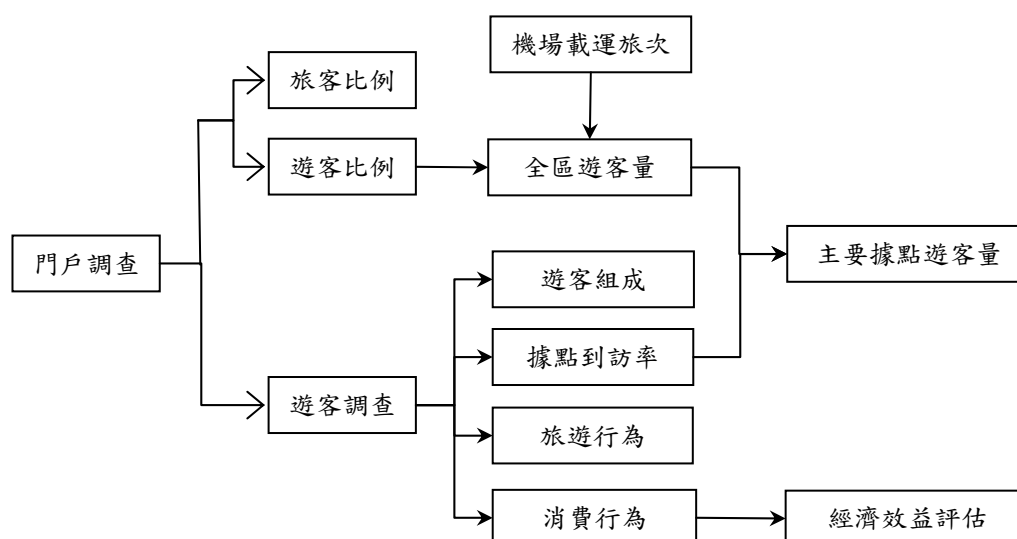 機場載運旅次
旅客比例
遊客比例
全區遊客量
門戶調查
主要據點遊客量
遊客組成
據點到訪率
遊客調查
旅遊行為
消費行為
經濟效益評估